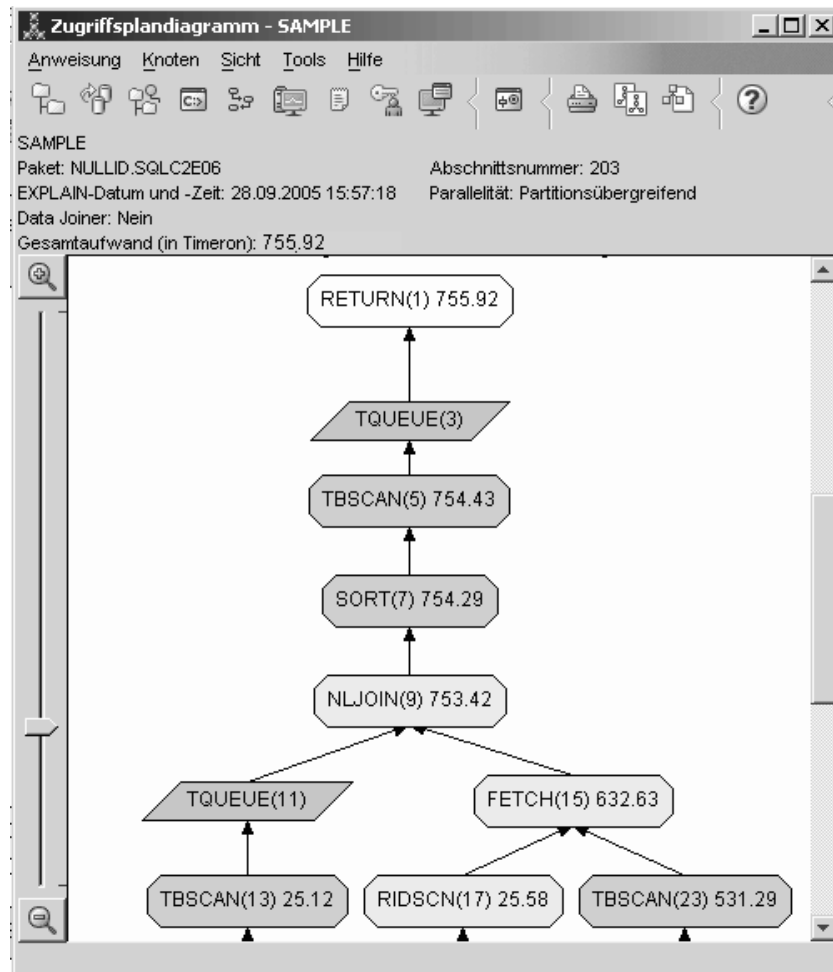 Zugriffsplandiagramm - SAMPLE
Anweisung Knoten Sicht Tools Hilfe
SAMPLE
Paket: NULLID.SQLC2E06 Abschnittsnummer: 203
EXPLAIN-Datum und -Zeit: 28.09.2005 15:57:18 Parallelität: Partitionsübergreifend
Data Joiner: Nein
Gesamtaufwand (in Timeron): 755.92
RETURN(1) 755.92
TQUEUE(3)
TBSCAN(5) 754.43
SORT(7) 754.29
NLJOIN(9) 753.42
TQUEUE(11) FETCH(15) 632.63
TBSCAN(13) 25.12 RIDSCN(17) 25.58 TBSCAN(23) 531.29